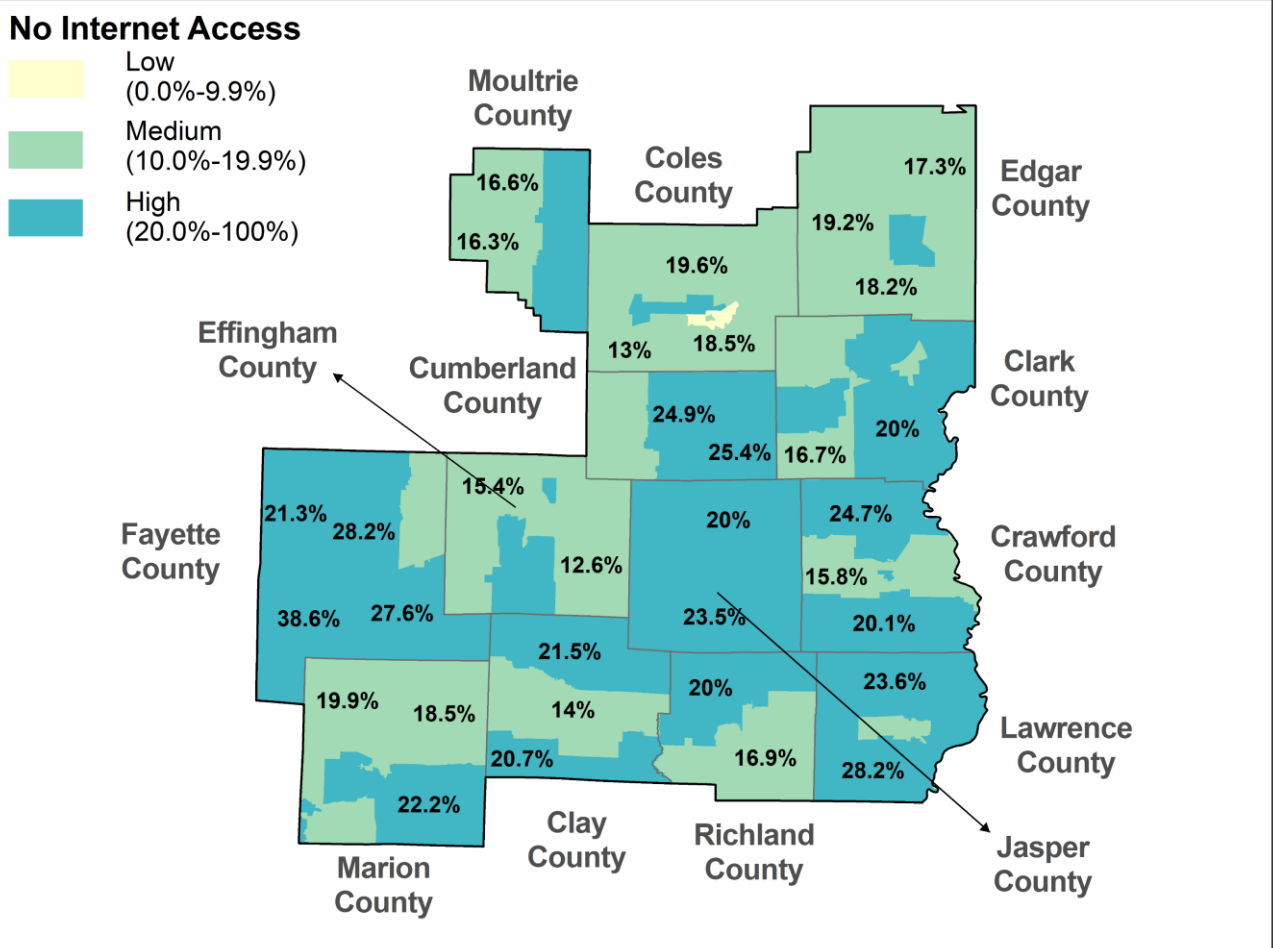 No Internet Access
Low
(0.0%-9.9%)
Medium
(10.0%-19.9%)
High
(20.0%-100%)
Moultrie
County
Coles
County
Edgar
County
17.3%
16.6%
19.2%
16.3%
19.6%
18.2%
Effingham
County
13%
18.5%
Cumberland
County
Clark
County
24.9%
25.4%
16.7%
20%
15.4%
Fayette
County
21.3%
28.2%
12.6%
20%
24.7%
Crawford
County
15.8%
38.6%
27.6%
23.5%
20.1%
21.5%
23.6%
19.9%
18.5%
14%
20%
Lawrence
County
20.7%
16.9%
28.2%
22.2%
Clay
County
Richland
County
Jasper
County
Marion
County